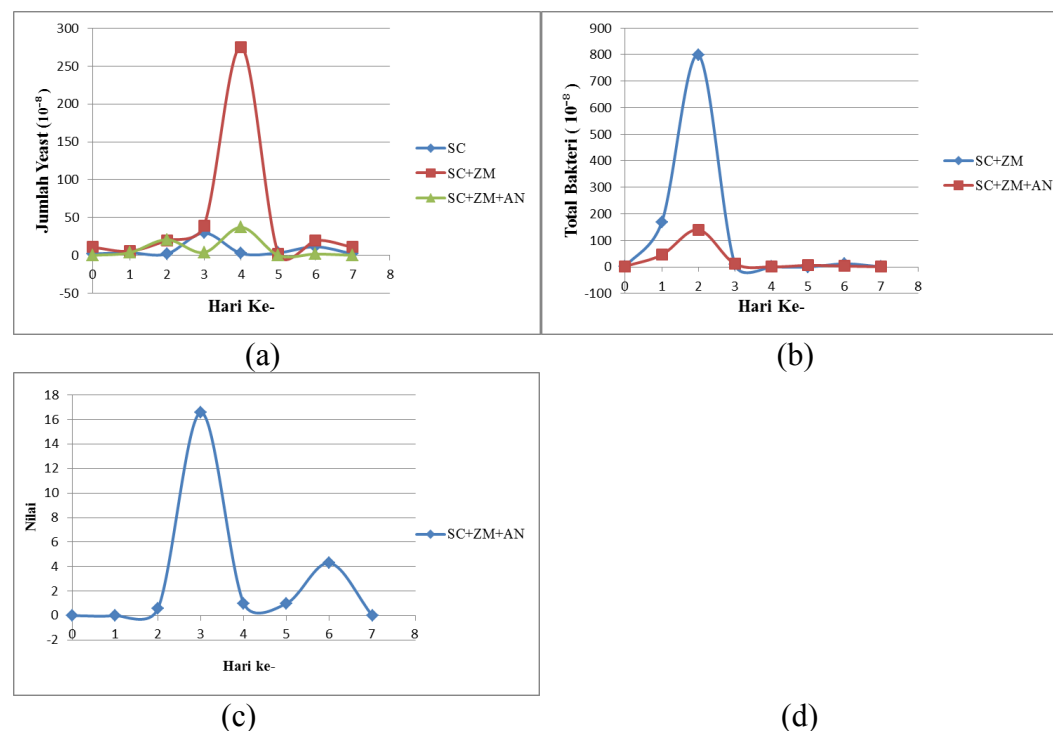 Jumlah Yeast (10⁻⁸)
300
250
200
150
100
50
0
-50
0 1 2 3 4 5 6 7 8
Hari Ke-
SC
SC+ZM
SC+ZM+AN
(a)
Total Bakteri ( 10⁻⁸ )
900
800
700
600
500
400
300
200
100
0
-100
0 1 2 3 4 5 6 7 8
Hari Ke-
SC+ZM
SC+ZM+AN
(b)
Nilai
18
16
14
12
10
8
6
4
2
0
-2
0 1 2 3 4 5 6 7 8
Hari ke-
SC+ZM+AN
(c)
(d)